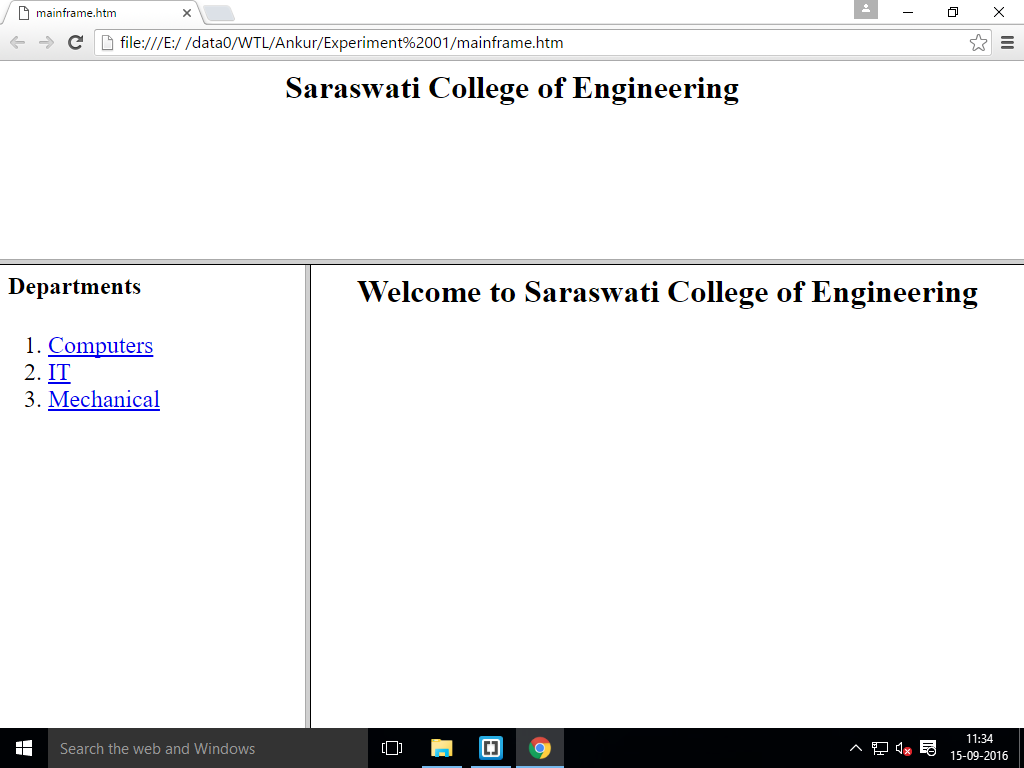 mainframe.htm
file:///E:/ /data0/WTL/Ankur/Experiment%2001/mainframe.htm
Saraswati College of Engineering
Departments
1. Computers
2. IT
3. Mechanical
Welcome to Saraswati College of Engineering
Search the web and Windows
11:34
15-09-2016